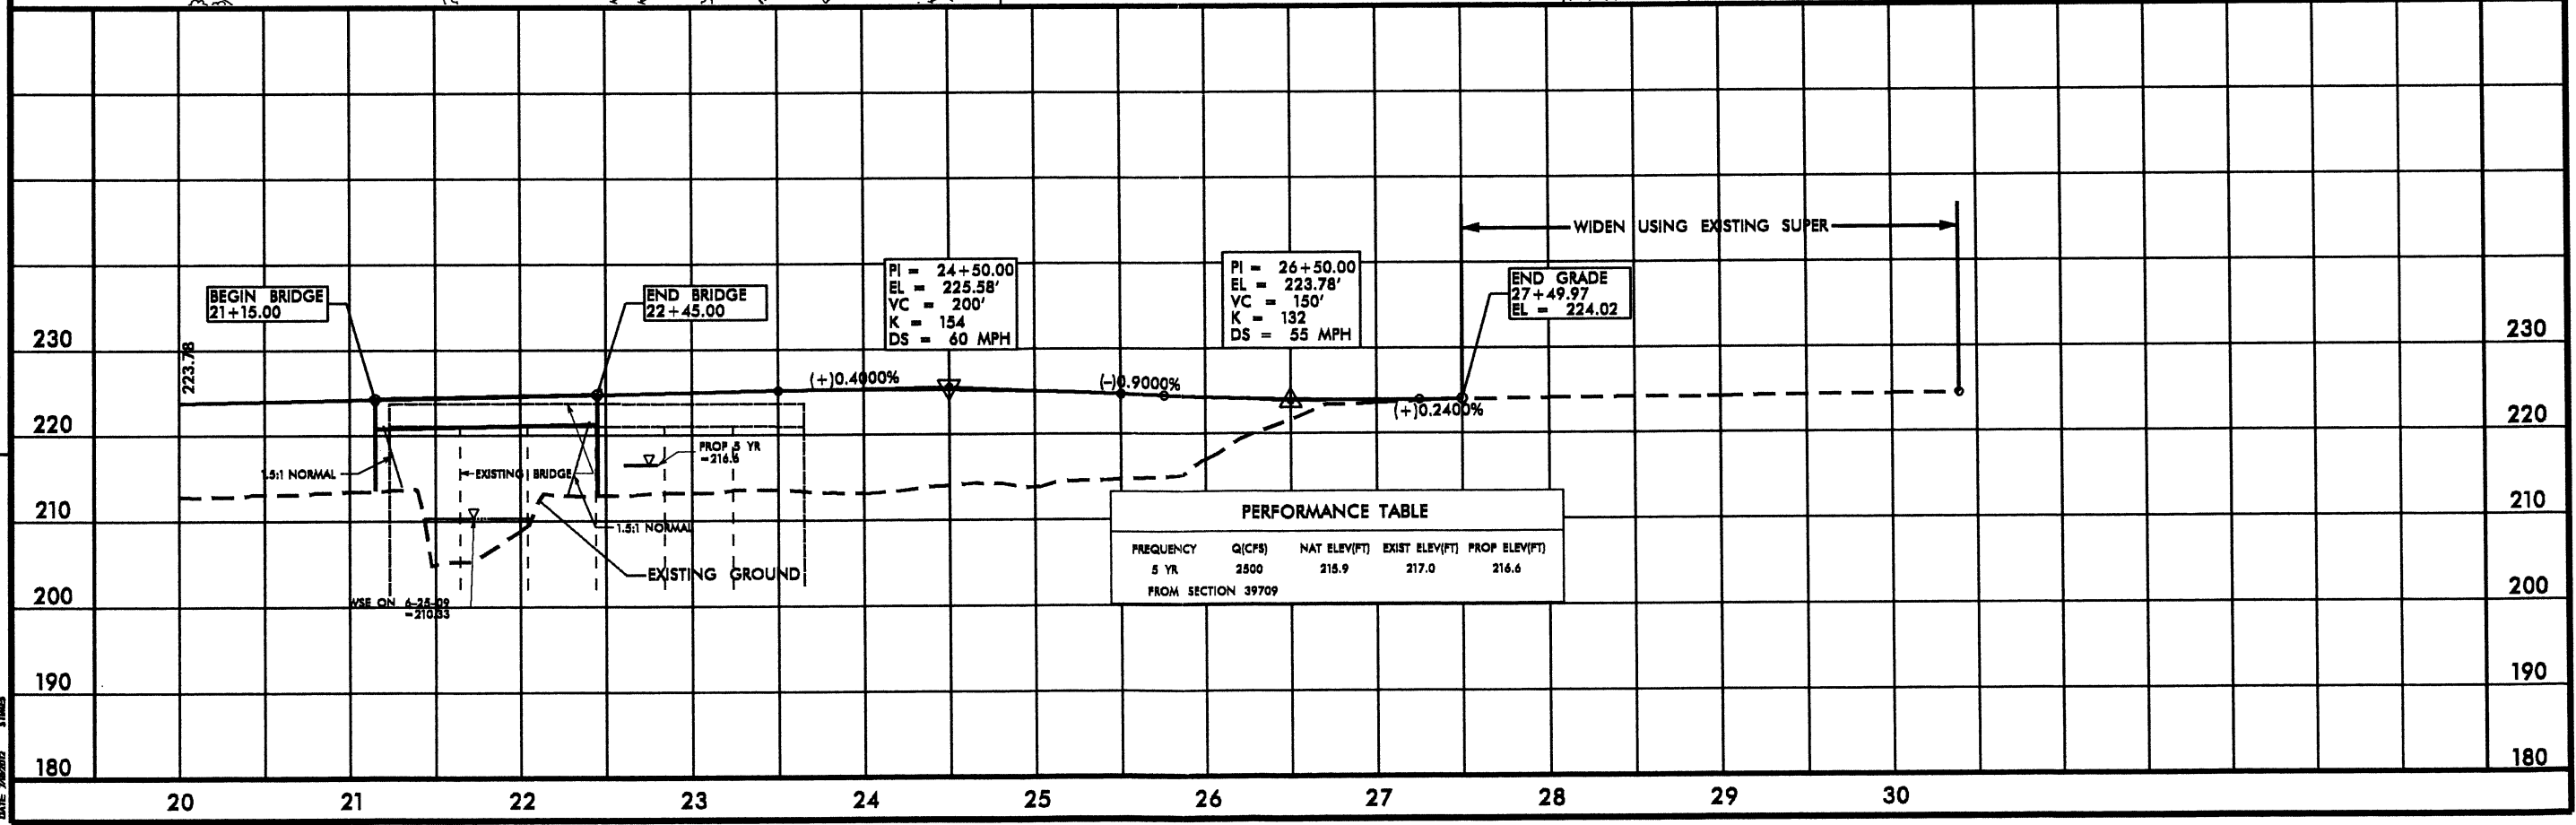 WIDEN USING EXISTING SUPER
BEGIN BRIDGE
21+15.00
END BRIDGE
22+45.00
PI = 24+50.00
EL = 225.58'
VC = 200'
K = 154
DS = 60 MPH
PI = 26+50.00
EL = 223.78'
VC = 150'
K = 132
DS = 55 MPH
END GRADE
27+49.97
EL = 224.02
230
230
223.78
(+)0.4000%
(-)0.9000%
(+)0.2400%
220
220
PROP 5 YR
=216.6
1.5:1 NORMAL
EXISTING BRIDGE
210
210
1.5:1 NORMAL
EXISTING GROUND
PERFORMANCE TABLE
FREQUENCY Q(CFS) NAT ELEV(FT) EXIST ELEV(FT) PROP ELEV(FT)
5 YR 2500 215.9 217.0 216.6
FROM SECTION 39709
200
200
WSE ON 6-25-09
=210.33
190
190
180
180
20 21 22 23 24 25 26 27 28 29 30